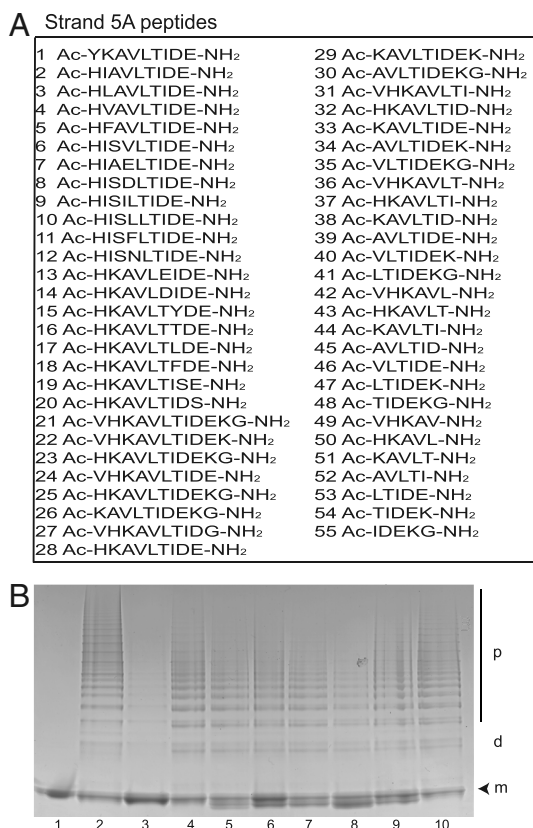 A Strand 5A peptides
1 Ac-YKAVLTIDE-NH₂
2 Ac-HIAVLTIDE-NH₂
3 Ac-HLAVLTIDE-NH₂
4 Ac-HVAVLTIDE-NH₂
5 Ac-HFAVLTIDE-NH₂
6 Ac-HISVLTIDE-NH₂
7 Ac-HIAELTIDE-NH₂
8 Ac-HISDLTIDE-NH₂
9 Ac-HISILTIDE-NH₂
10 Ac-HISLLTIDE-NH₂
11 Ac-HISFLTIDE-NH₂
12 Ac-HISNLTIDE-NH₂
13 Ac-HKAVLEIDE-NH₂
14 Ac-HKAVLDIDE-NH₂
15 Ac-HKAVLTYDE-NH₂
16 Ac-HKAVLTTDE-NH₂
17 Ac-HKAVLTLDE-NH₂
18 Ac-HKAVLTFDE-NH₂
19 Ac-HKAVLTISE-NH₂
20 Ac-HKAVLTIDS-NH₂
21 Ac-VHKAVLTIDEKG-NH₂
22 Ac-VHKAVLTIDEK-NH₂
23 Ac-HKAVLTIDEKG-NH₂
24 Ac-VHKAVLTIDE-NH₂
25 Ac-HKAVLTIDEKG-NH₂
26 Ac-KAVLTIDEKG-NH₂
27 Ac-VHKAVLTIDG-NH₂
28 Ac-HKAVLTIDE-NH₂
29 Ac-KAVLTIDEK-NH₂
30 Ac-AVLTIDEKG-NH₂
31 Ac-VHKAVLTI-NH₂
32 Ac-HKAVLTID-NH₂
33 Ac-KAVLTIDE-NH₂
34 Ac-AVLTIDEK-NH₂
35 Ac-VLTIDEKG-NH₂
36 Ac-VHKAVLT-NH₂
37 Ac-HKAVLTI-NH₂
38 Ac-KAVLTID-NH₂
39 Ac-AVLTIDE-NH₂
40 Ac-VLTIDEK-NH₂
41 Ac-LTIDEKG-NH₂
42 Ac-VHKAVL-NH₂
43 Ac-HKAVLT-NH₂
44 Ac-KAVLTI-NH₂
45 Ac-AVLTID-NH₂
46 Ac-VLTIDE-NH₂
47 Ac-LTIDEK-NH₂
48 Ac-TIDEKG-NH₂
49 Ac-VHKAV-NH₂
50 Ac-HKAVL-NH₂
51 Ac-KAVLT-NH₂
52 Ac-AVLTI-NH₂
53 Ac-LTIDE-NH₂
54 Ac-TIDEK-NH₂
55 Ac-IDEKG-NH₂
B
p
d
m
1 2 3 4 5 6 7 8 9 10